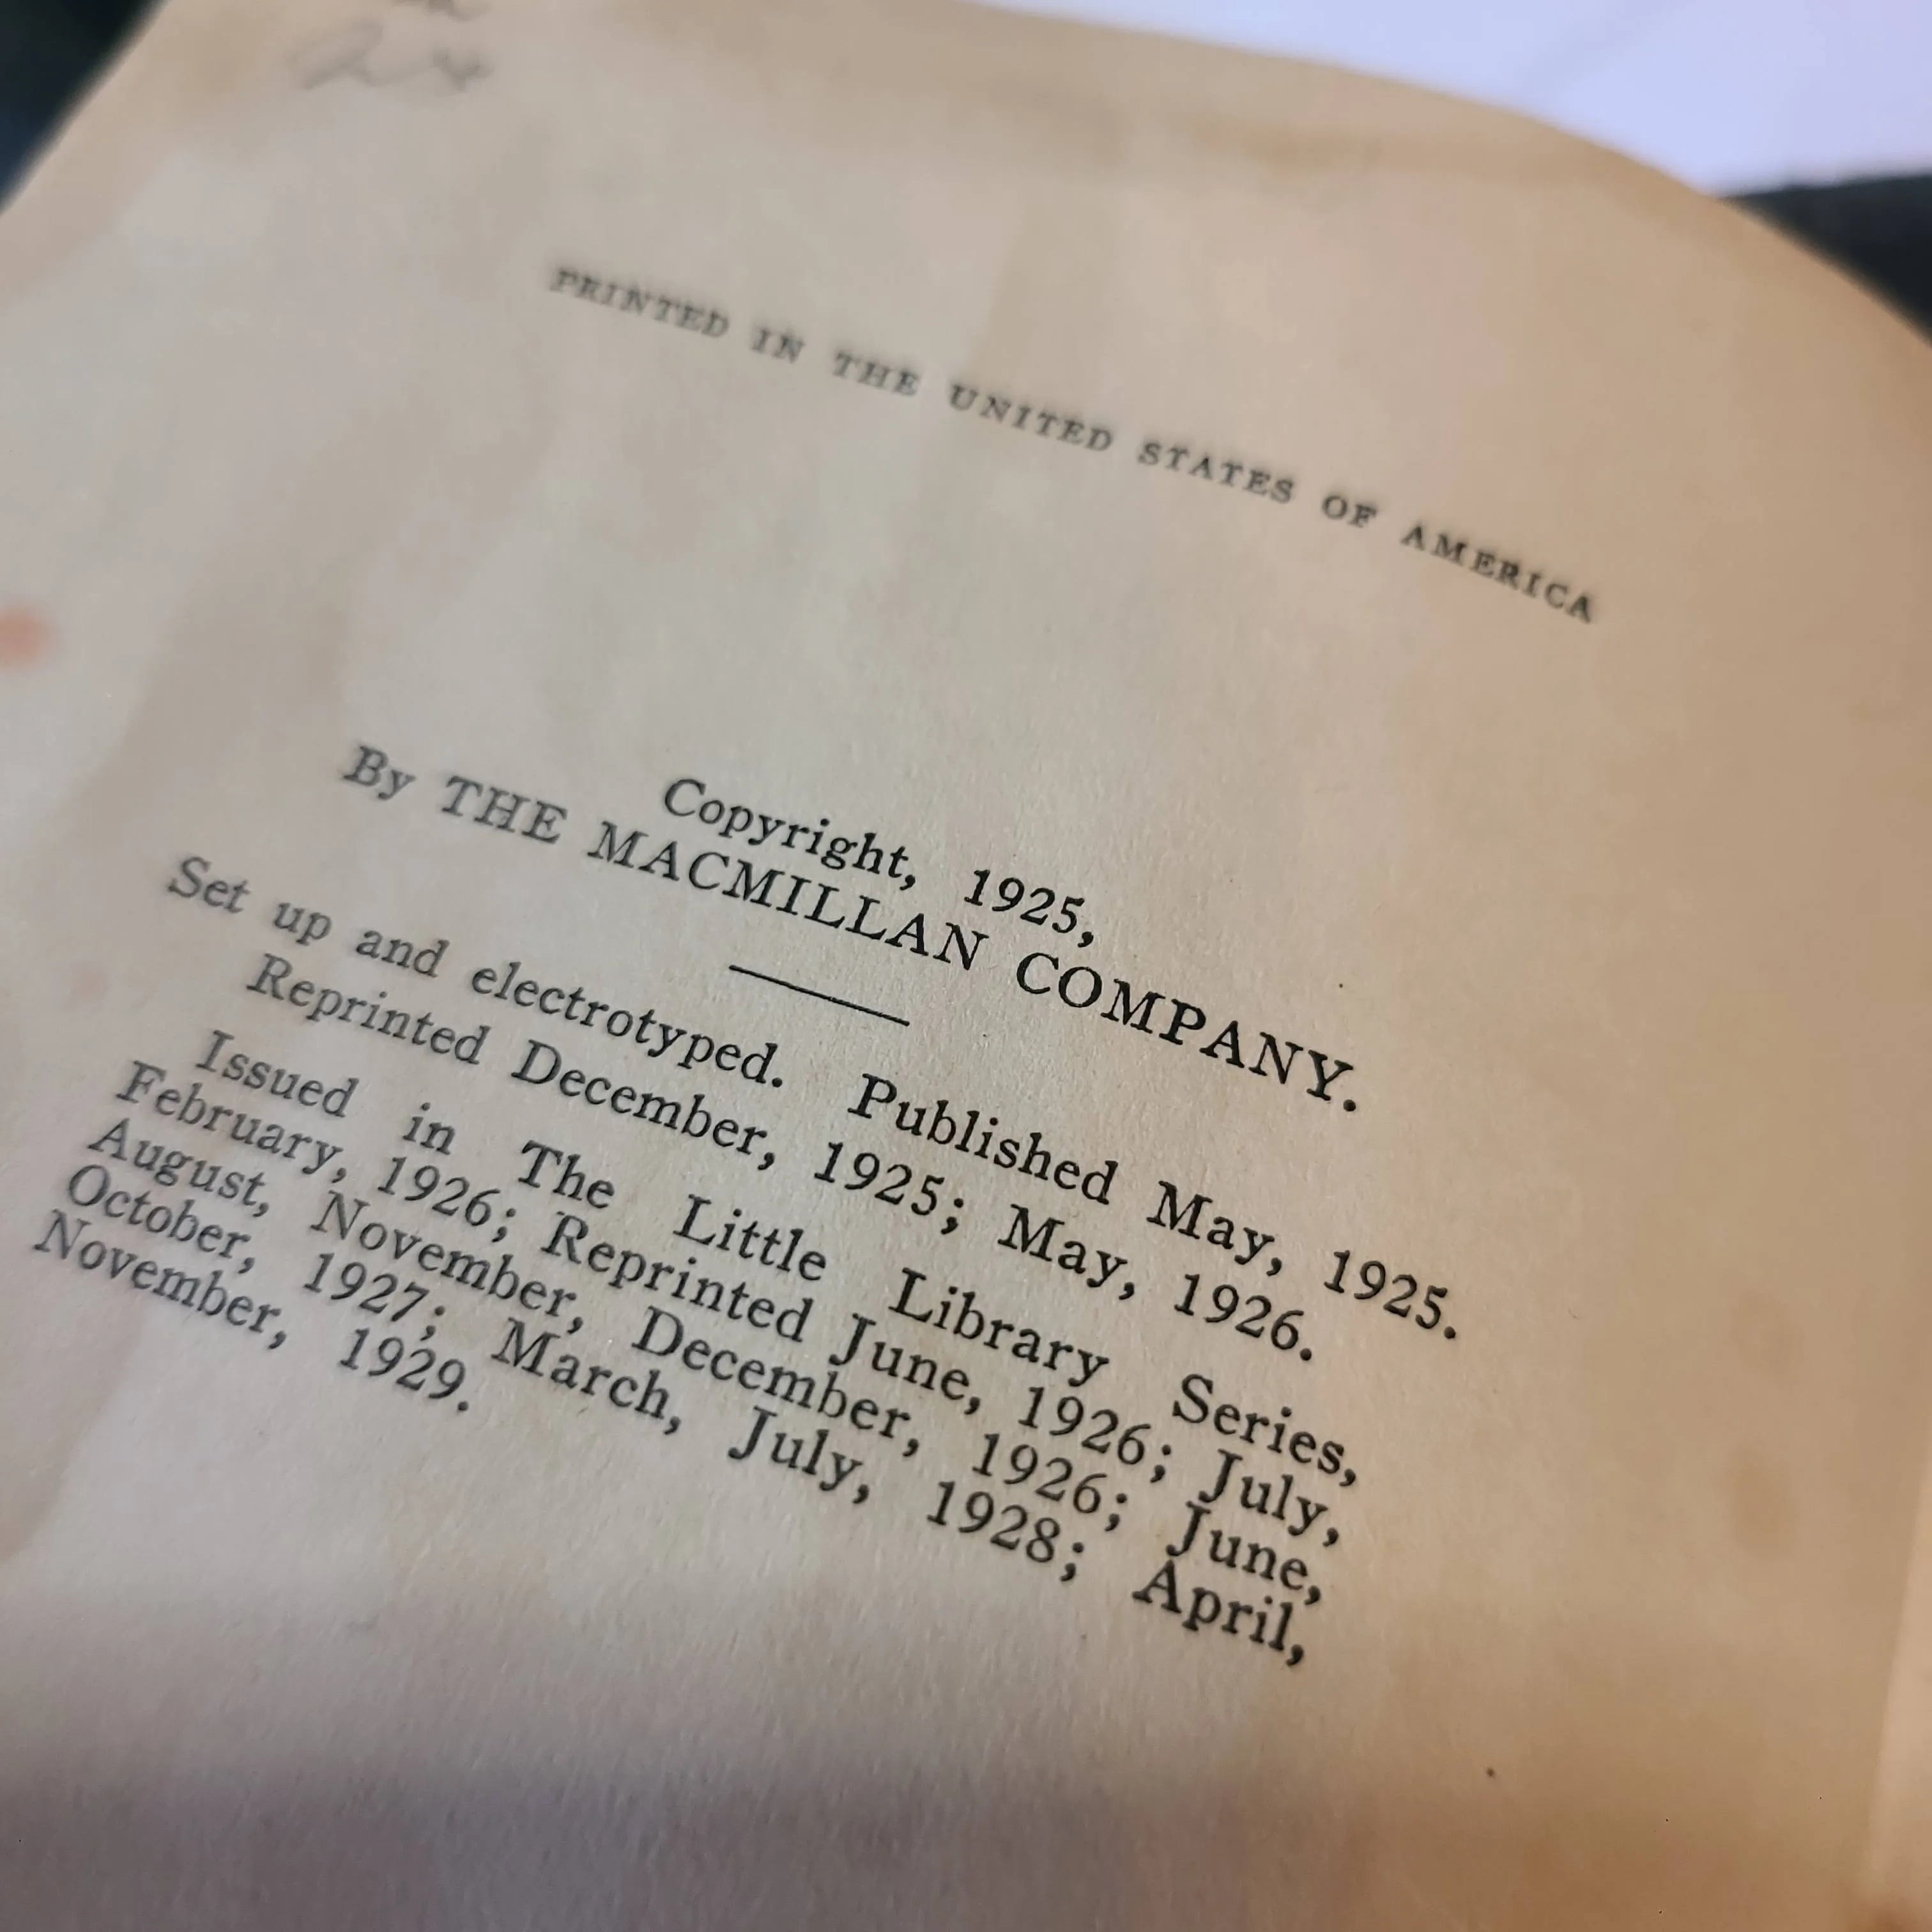 PRINTED IN THE UNITED STATES OF AMERICA
Copyright, 1925,
By THE MACMILLAN COMPANY.
Set up and electrotyped. Published May, 1925.
Reprinted December, 1925; May, 1926.
Issued in The Little Library Series,
February, 1926; Reprinted June, 1926; July,
August, November, December, 1926; June,
October, 1927; March, July, 1928; April,
November, 1929.